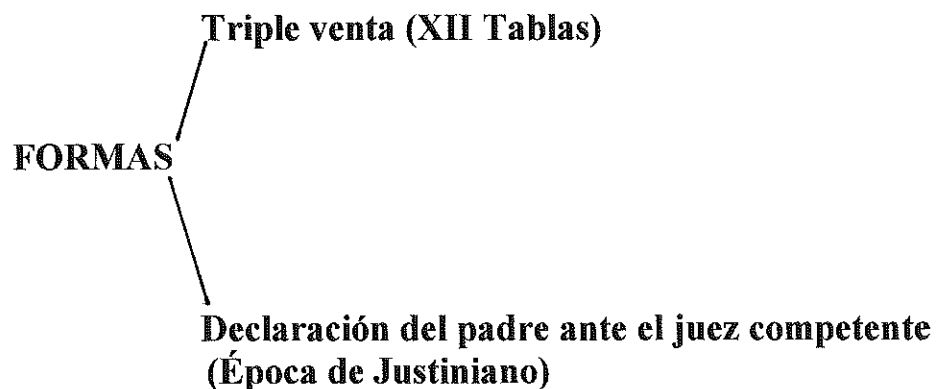 Triple venta (XII Tablas)
FORMAS
Declaración del padre ante el juez competente
(Época de Justiniano)